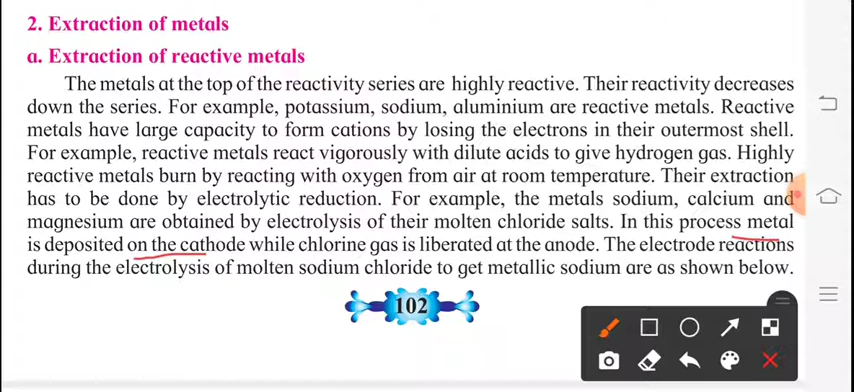 2. Extraction of metals
a. Extraction of reactive metals
The metals at the top of the reactivity series are highly reactive. Their reactivity decreases
down the series. For example, potassium, sodium, aluminium are reactive metals. Reactive
metals have large capacity to form cations by losing the electrons in their outermost shell.
For example, reactive metals react vigorously with dilute acids to give hydrogen gas. Highly
reactive metals burn by reacting with oxygen from air at room temperature. Their extraction
has to be done by electrolytic reduction. For example, the metals sodium, calcium and
magnesium are obtained by electrolysis of their molten chloride salts. In this process metal
is deposited on the cathode while chlorine gas is liberated at the anode. The electrode reactions
during the electrolysis of molten sodium chloride to get metallic sodium are as shown below.
102